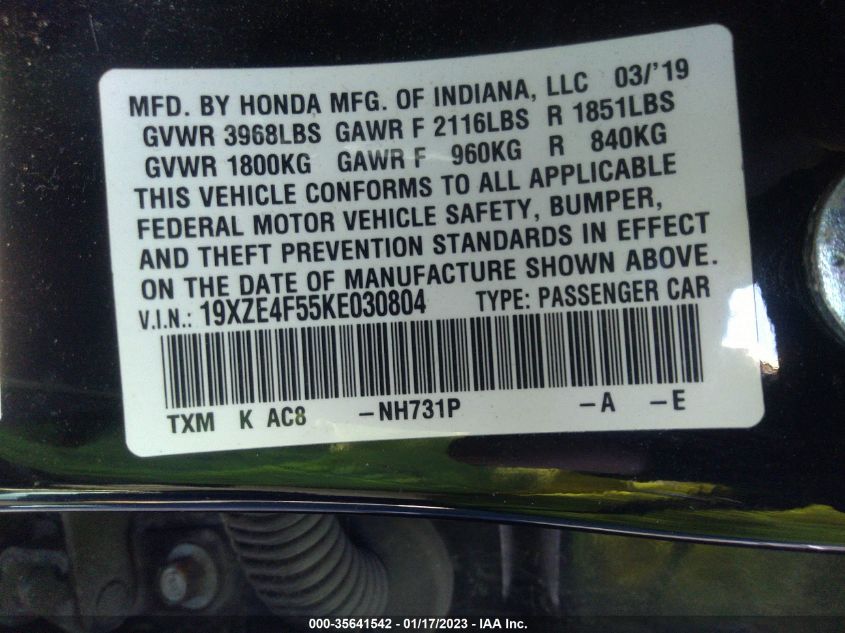 MFD. BY HONDA MFG. OF INDIANA, LLC 03/'19
GVWR 3968LBS GAWR F 2116LBS R 1851LBS
GVWR 1800KG GAWR F 960KG R 840KG
THIS VEHICLE CONFORMS TO ALL APPLICABLE
FEDERAL MOTOR VEHICLE SAFETY, BUMPER,
AND THEFT PREVENTION STANDARDS IN EFFECT
ON THE DATE OF MANUFACTURE SHOWN ABOVE.
V.I.N.: 19XZE4F55KE030804 TYPE: PASSENGER CAR
TXM K AC8 -NH731P -A -E
000-35641542 - 01/17/2023 - IAA Inc.